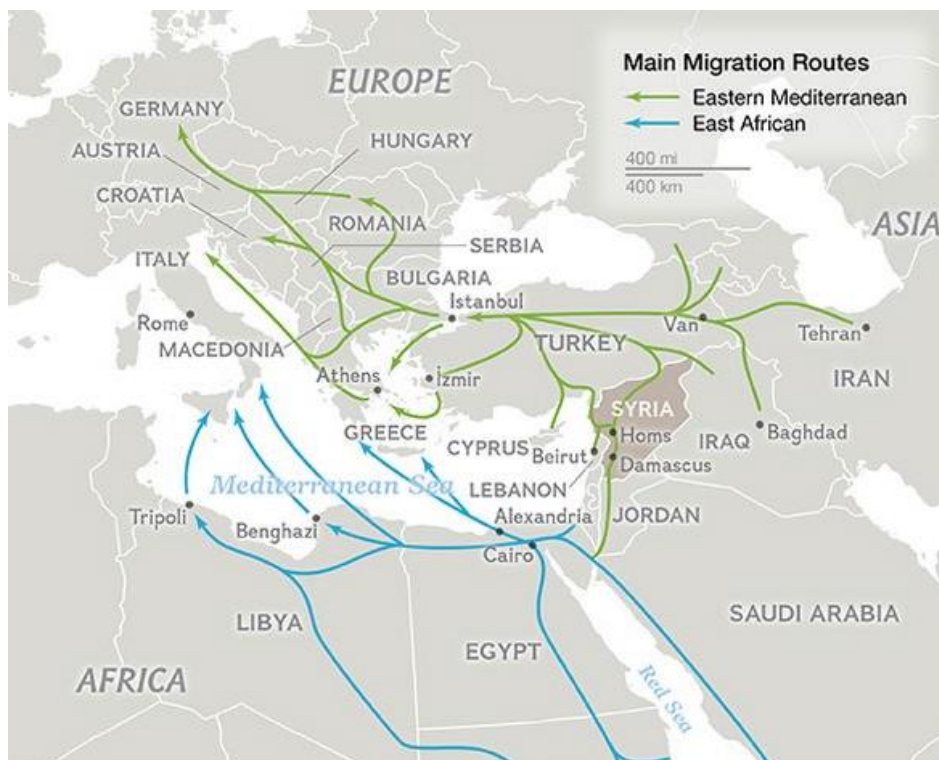 Main Migration Routes
Eastern Mediterranean
East African
400 mi
400 km
EUROPE
GERMANY
AUSTRIA
HUNGARY
CROATIA
ROMANIA
ASIA
SERBIA
ITALY
BULGARIA
Istanbul
Rome
Van
Tehran
MACEDONIA
TURKEY
Athens
İzmir
IRAN
SYRIA
GREECE
Homs
IRAQ
Baghdad
CYPRUS
Beirut
Damascus
Mediterranean Sea
LEBANON
Tripoli
Alexandria
JORDAN
Benghazi
Cairo
LIBYA
SAUDI ARABIA
EGYPT
AFRICA
Red Sea